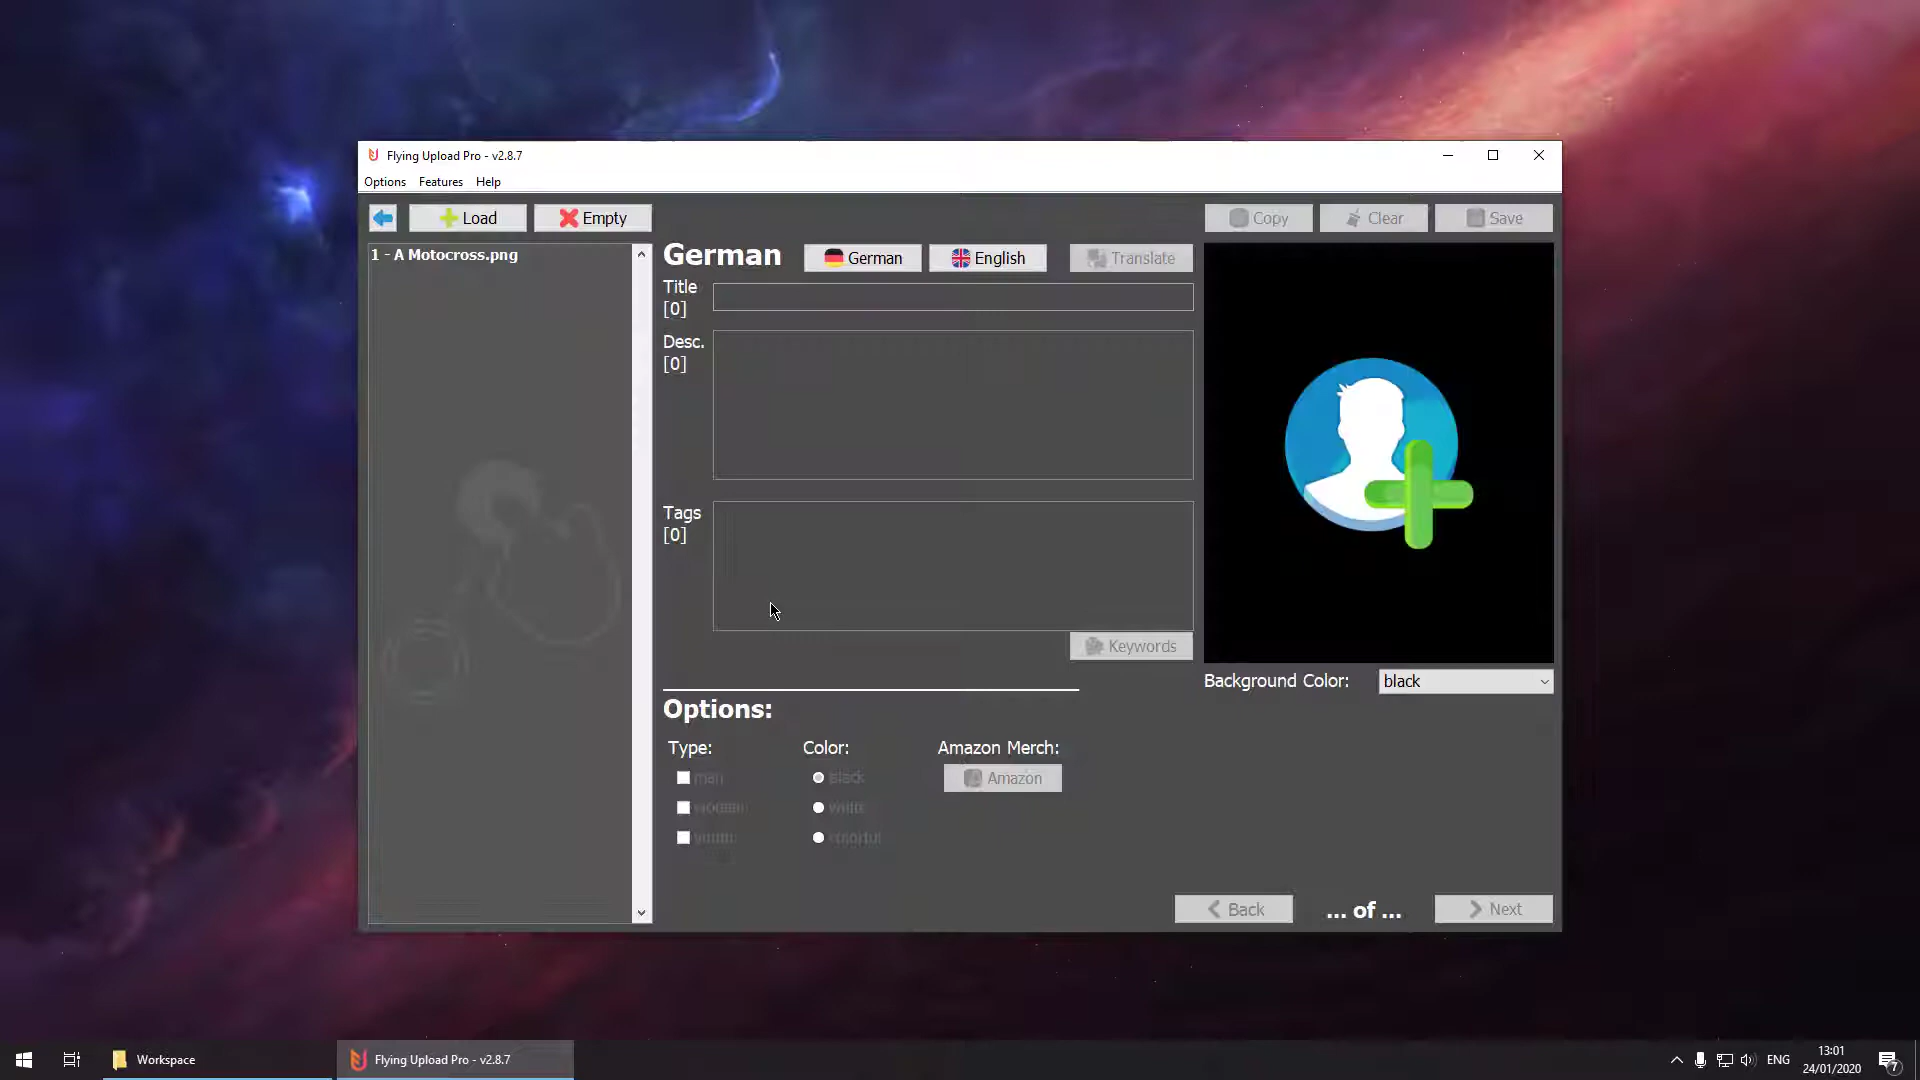 Flying Upload Pro - v2.8.7
Options Features Help
Load Empty Copy Clear Save
1 - A Motocross.png
German German English Translate
Title
[0]
Desc.
[0]
Tags
[0]
Keywords
Background Color: black
Options:
Type: Color: Amazon Merch:
man black Amazon
woman white
youth colorful
Back ... of ... Next
Workspace Flying Upload Pro - v2.8.7 ENG 13:01
24/01/2020 7